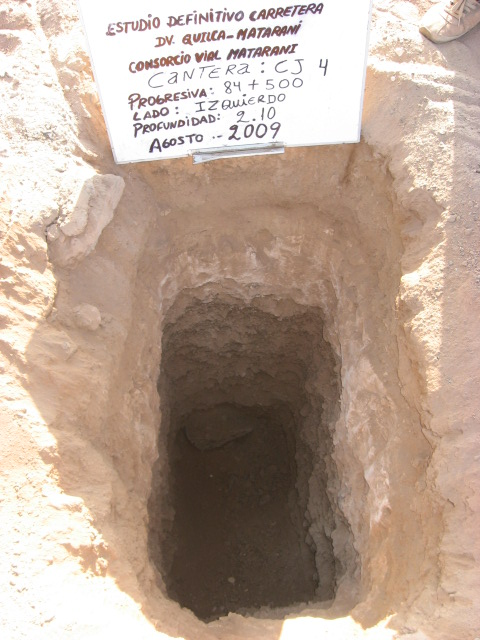 ESTUDIO DEFINITIVO CARRETERA
DV. QUILCA-MATARANI
CONSORCIO VIAL MATARANI
CANTERA : CJ 4
PROGRESIVA: 84+500
LADO: IZQUIERDO
PROFUNDIDAD: 2.10
AGOSTO .- 2009